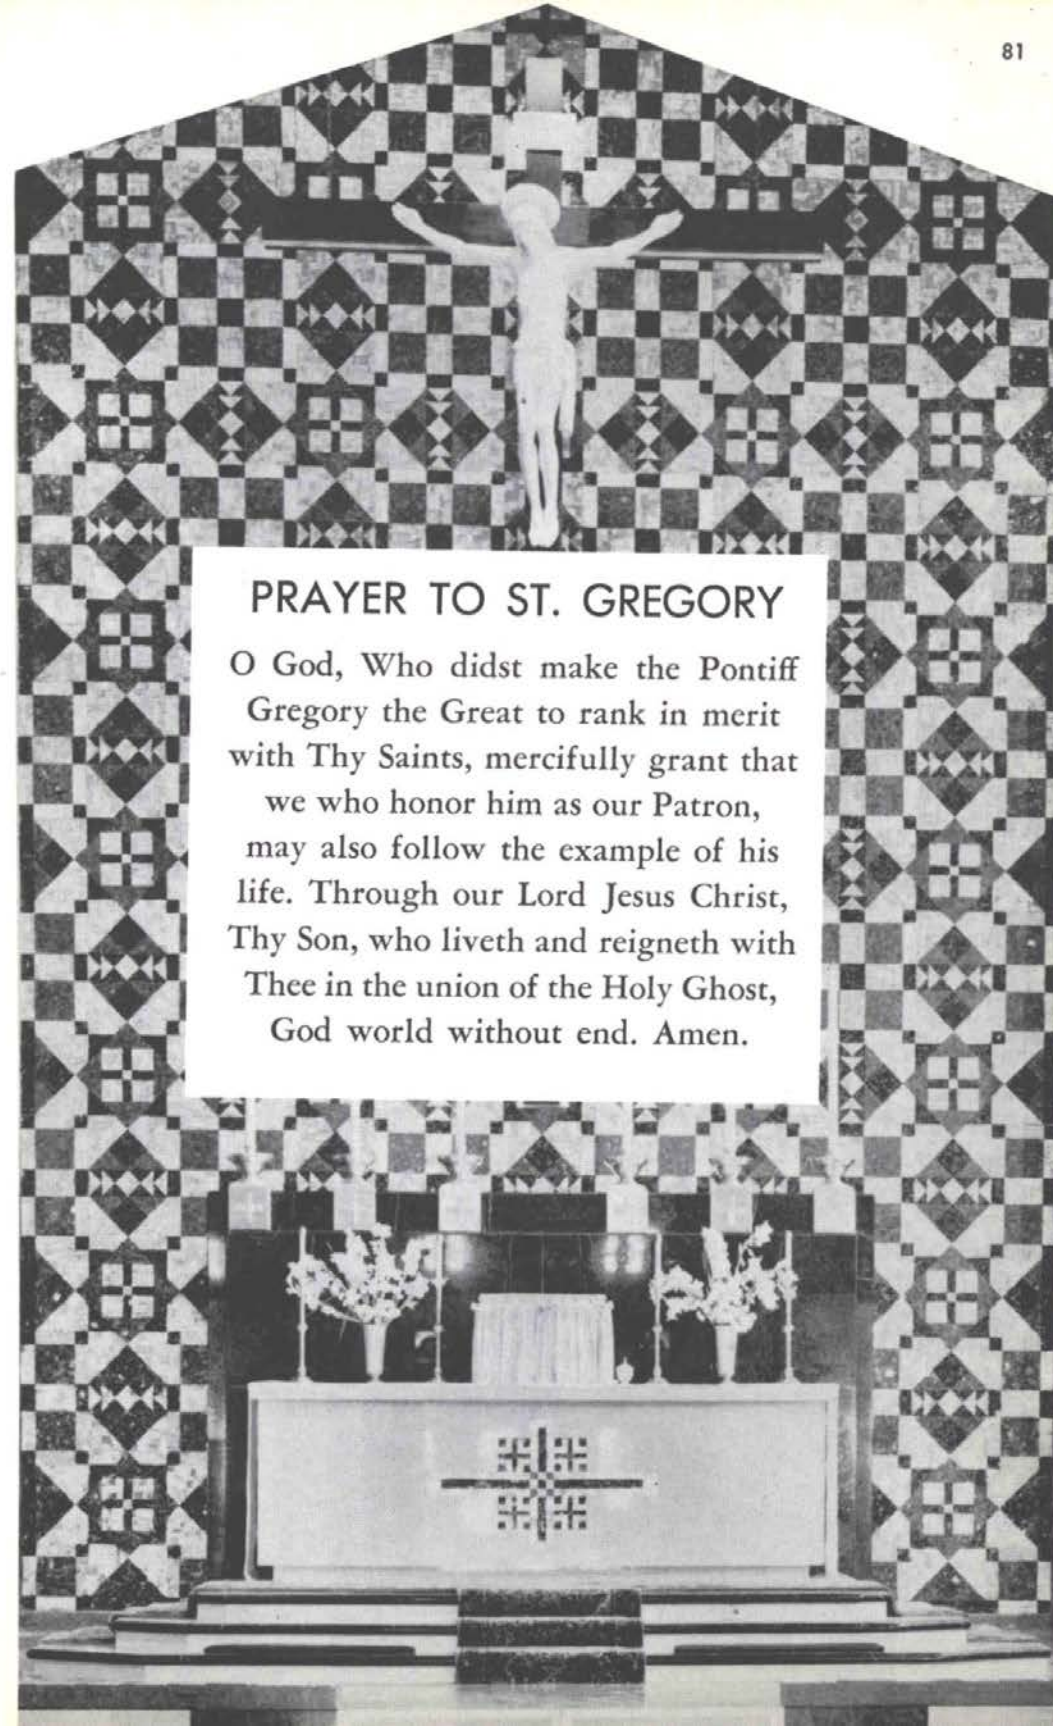 81
PRAYER TO ST. GREGORY
O God, Who didst make the Pontiff
Gregory the Great to rank in merit
with Thy Saints, mercifully grant that
we who honor him as our Patron,
may also follow the example of his
life. Through our Lord Jesus Christ,
Thy Son, who liveth and reigneth with
Thee in the union of the Holy Ghost,
God world without end. Amen.